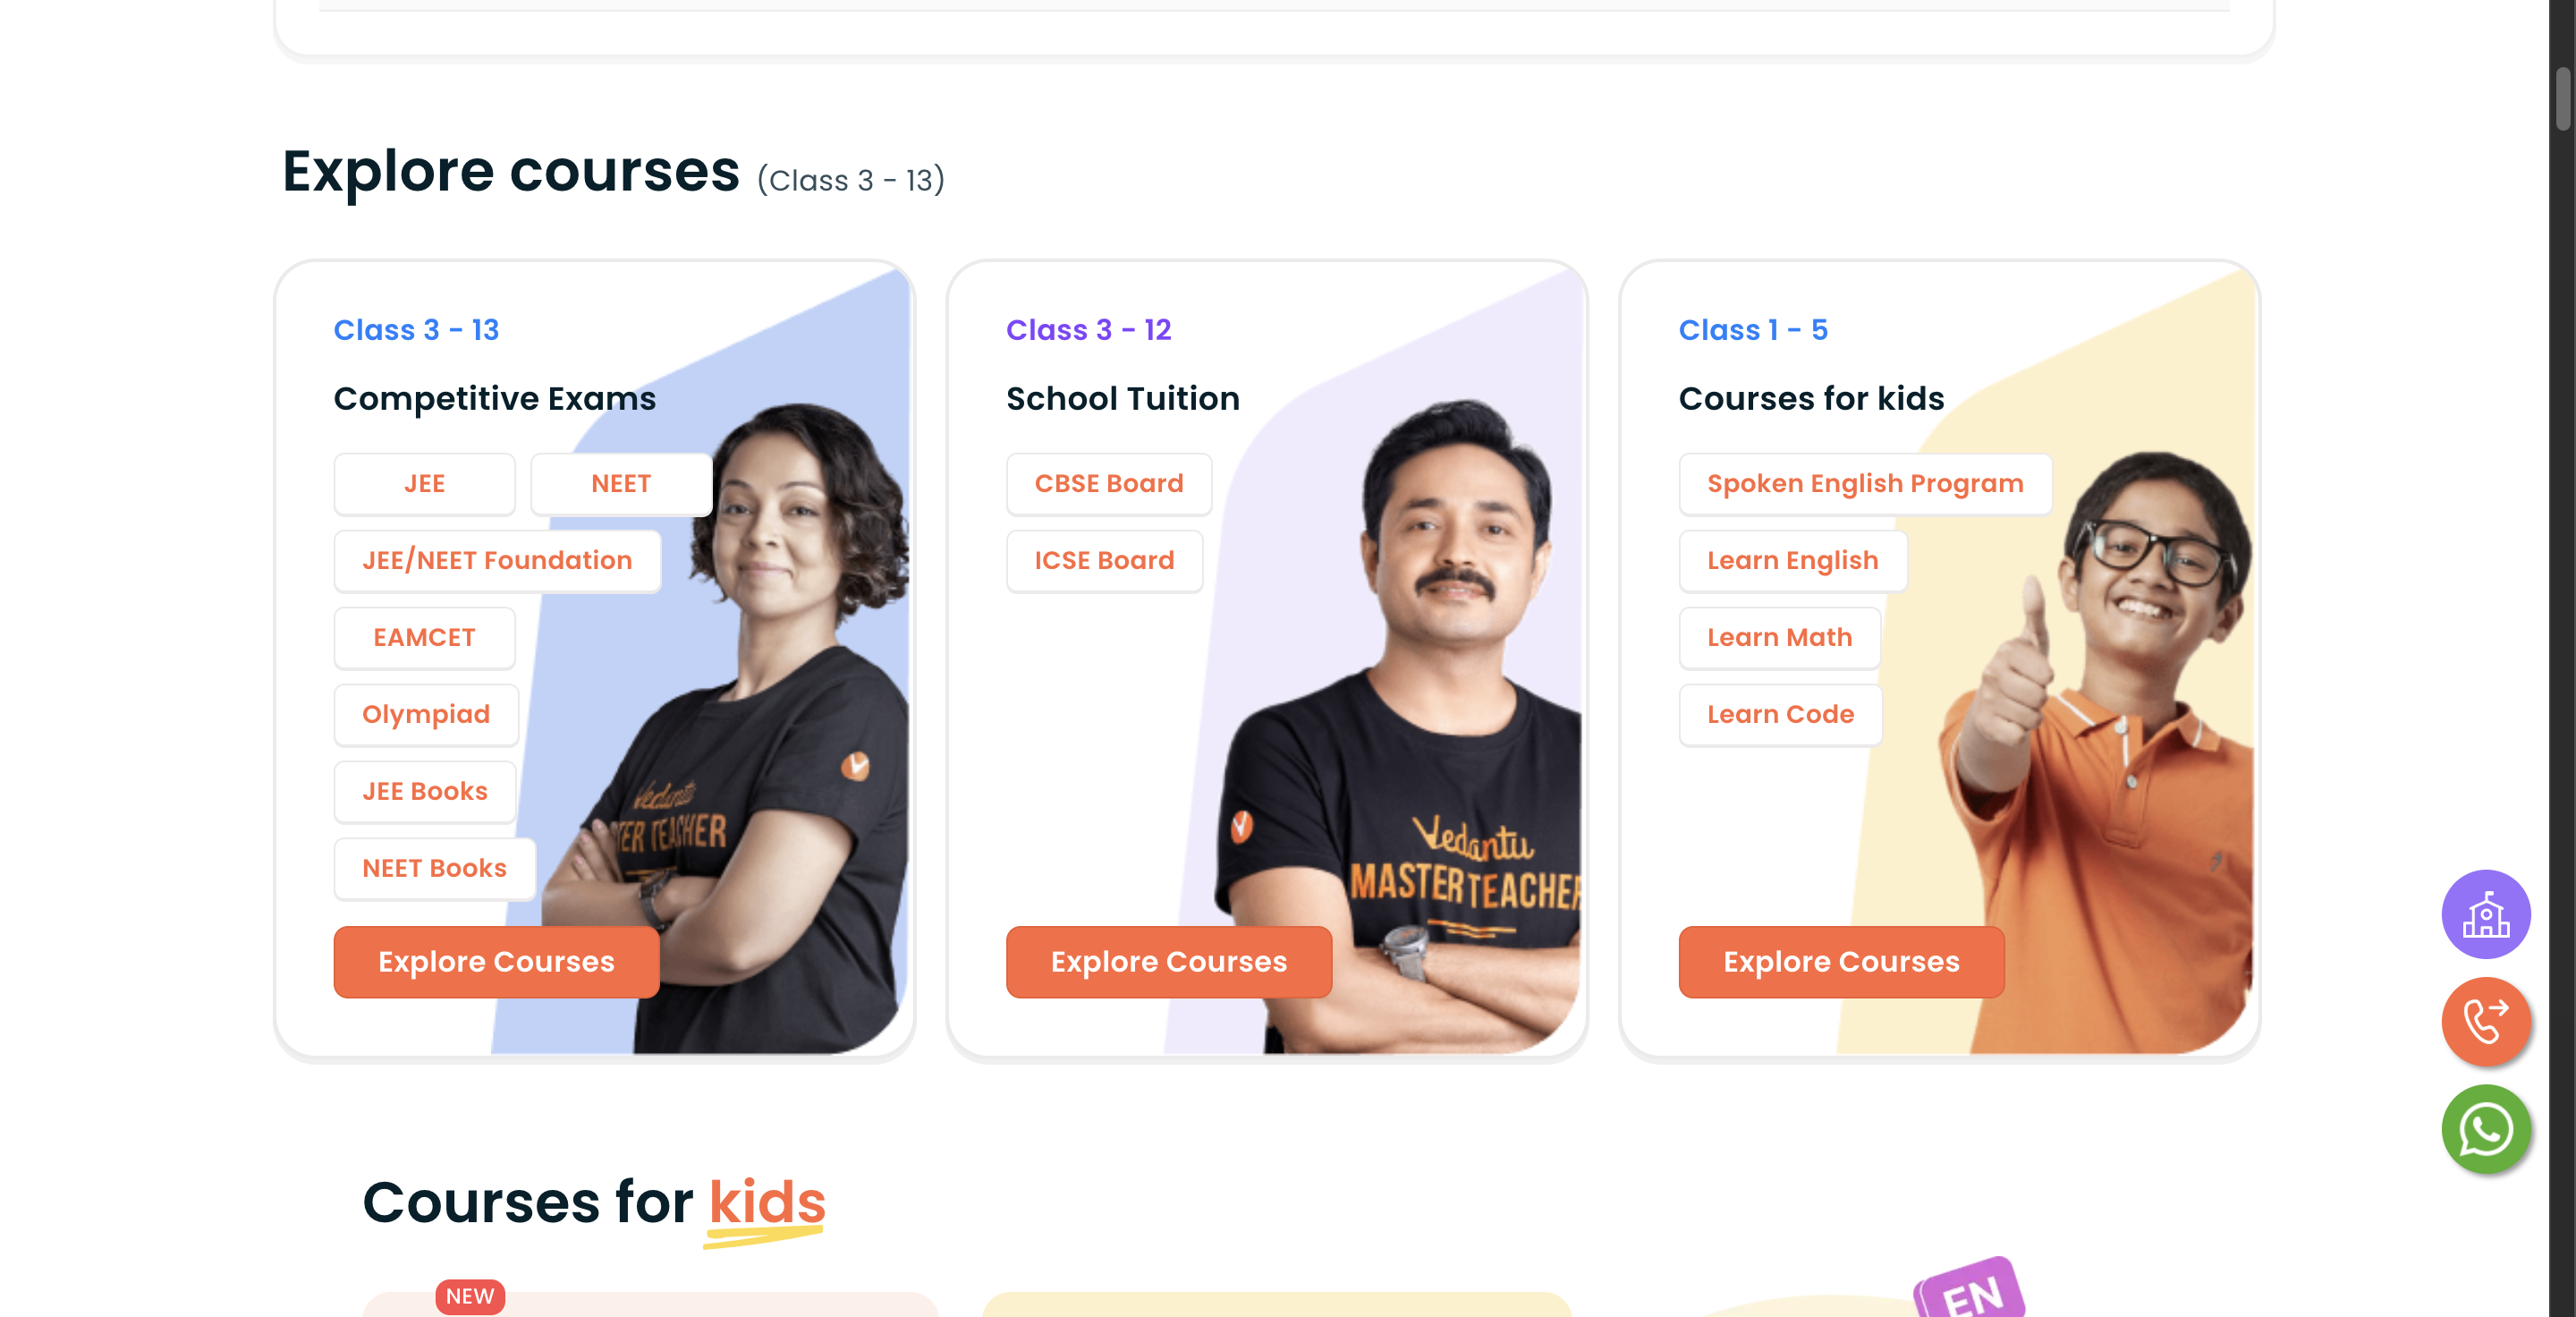 Explore courses (Class 3 - 13)
Class 3 - 13
Competitive Exams
JEE
NEET
JEE/NEET Foundation
EAMCET
Olympiad
JEE Books
NEET Books
Explore Courses
Vedantu
TER TEACHER
Class 3 - 12
School Tuition
CBSE Board
ICSE Board
Explore Courses
Vedantu
MASTER TEACHER
Class 1 - 5
Courses for kids
Spoken English Program
Learn English
Learn Math
Learn Code
Explore Courses
Courses for kids
NEW
EN